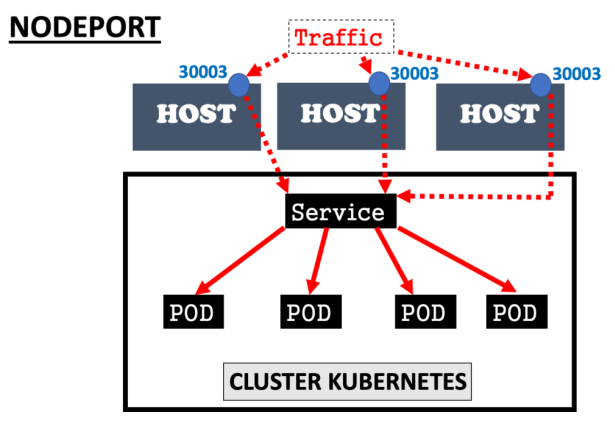 NODEPORT
Traffic
30003
30003
30003
HOST
HOST
HOST
Service
POD
POD
POD
POD
CLUSTER KUBERNETES